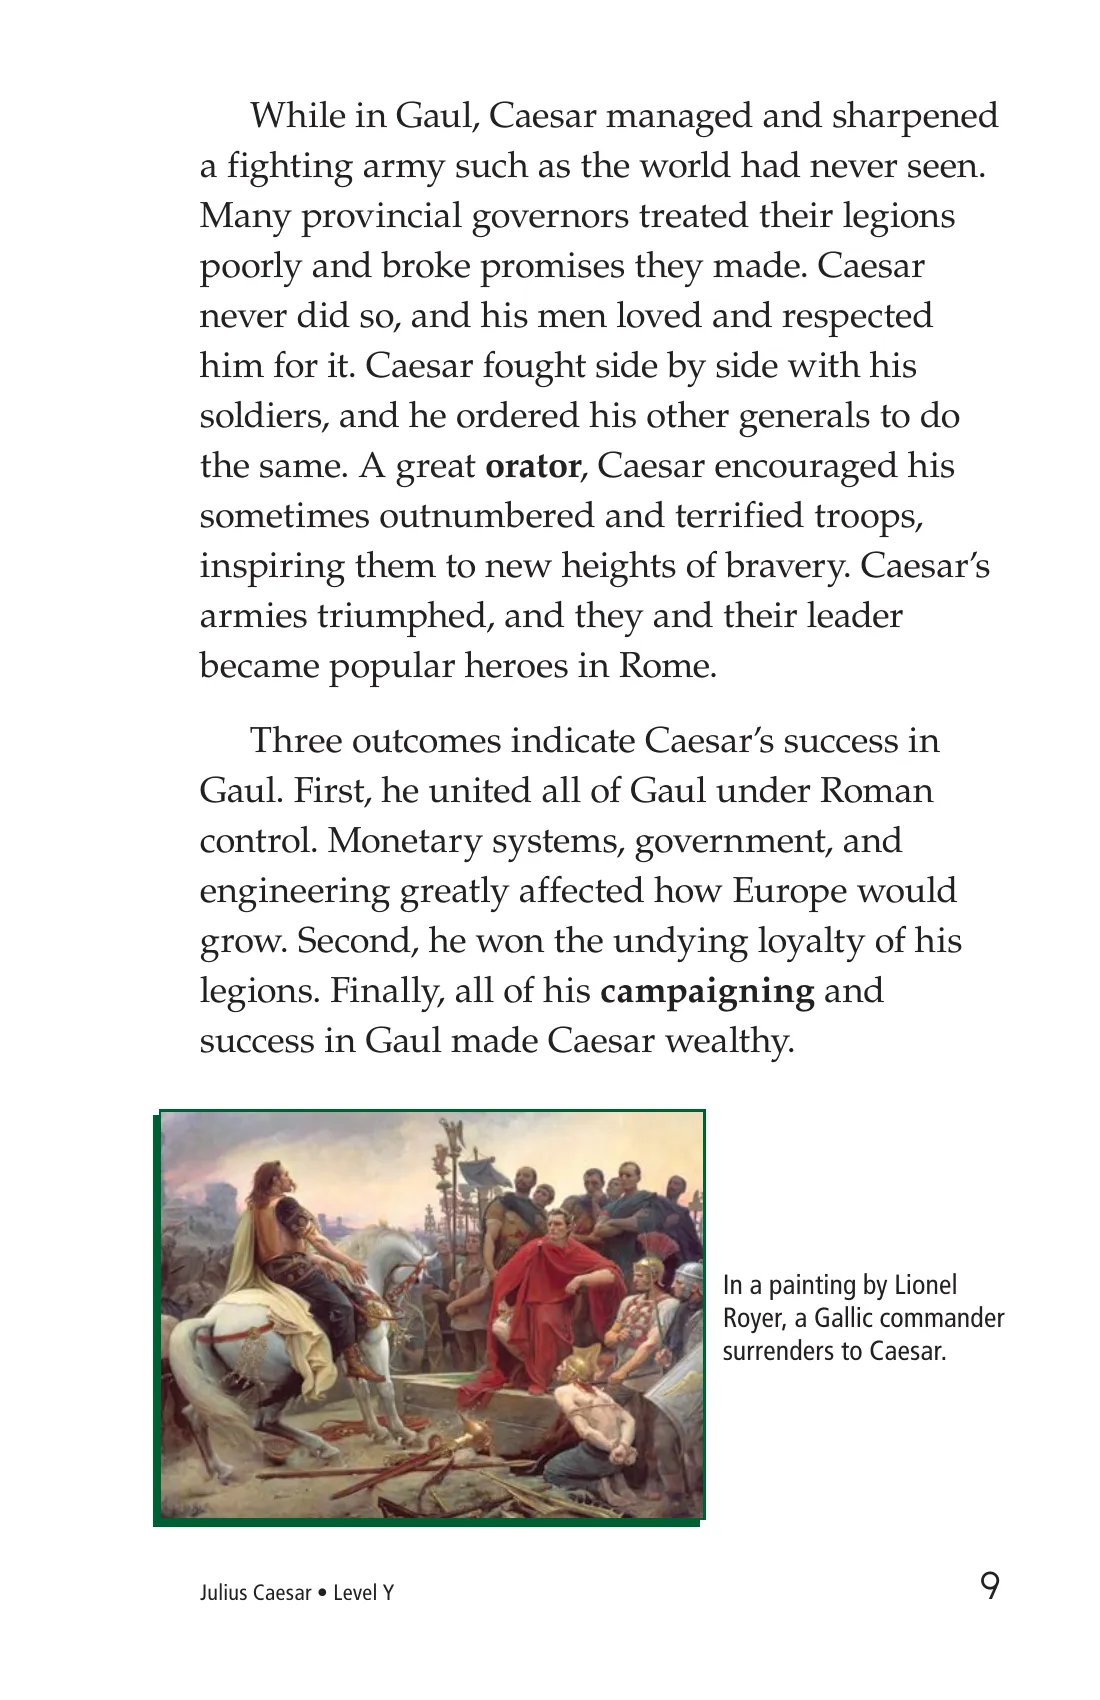 While in Gaul, Caesar managed and sharpened
a fighting army such as the world had never seen.
Many provincial governors treated their legions
poorly and broke promises they made. Caesar
never did so, and his men loved and respected
him for it. Caesar fought side by side with his
soldiers, and he ordered his other generals to do
the same. A great orator, Caesar encouraged his
sometimes outnumbered and terrified troops,
inspiring them to new heights of bravery. Caesar’s
armies triumphed, and they and their leader
became popular heroes in Rome.
Three outcomes indicate Caesar’s success in
Gaul. First, he united all of Gaul under Roman
control. Monetary systems, government, and
engineering greatly affected how Europe would
grow. Second, he won the undying loyalty of his
legions. Finally, all of his campaigning and
success in Gaul made Caesar wealthy.
In a painting by Lionel
Royer, a Gallic commander
surrenders to Caesar.
Julius Caesar • Level Y
9